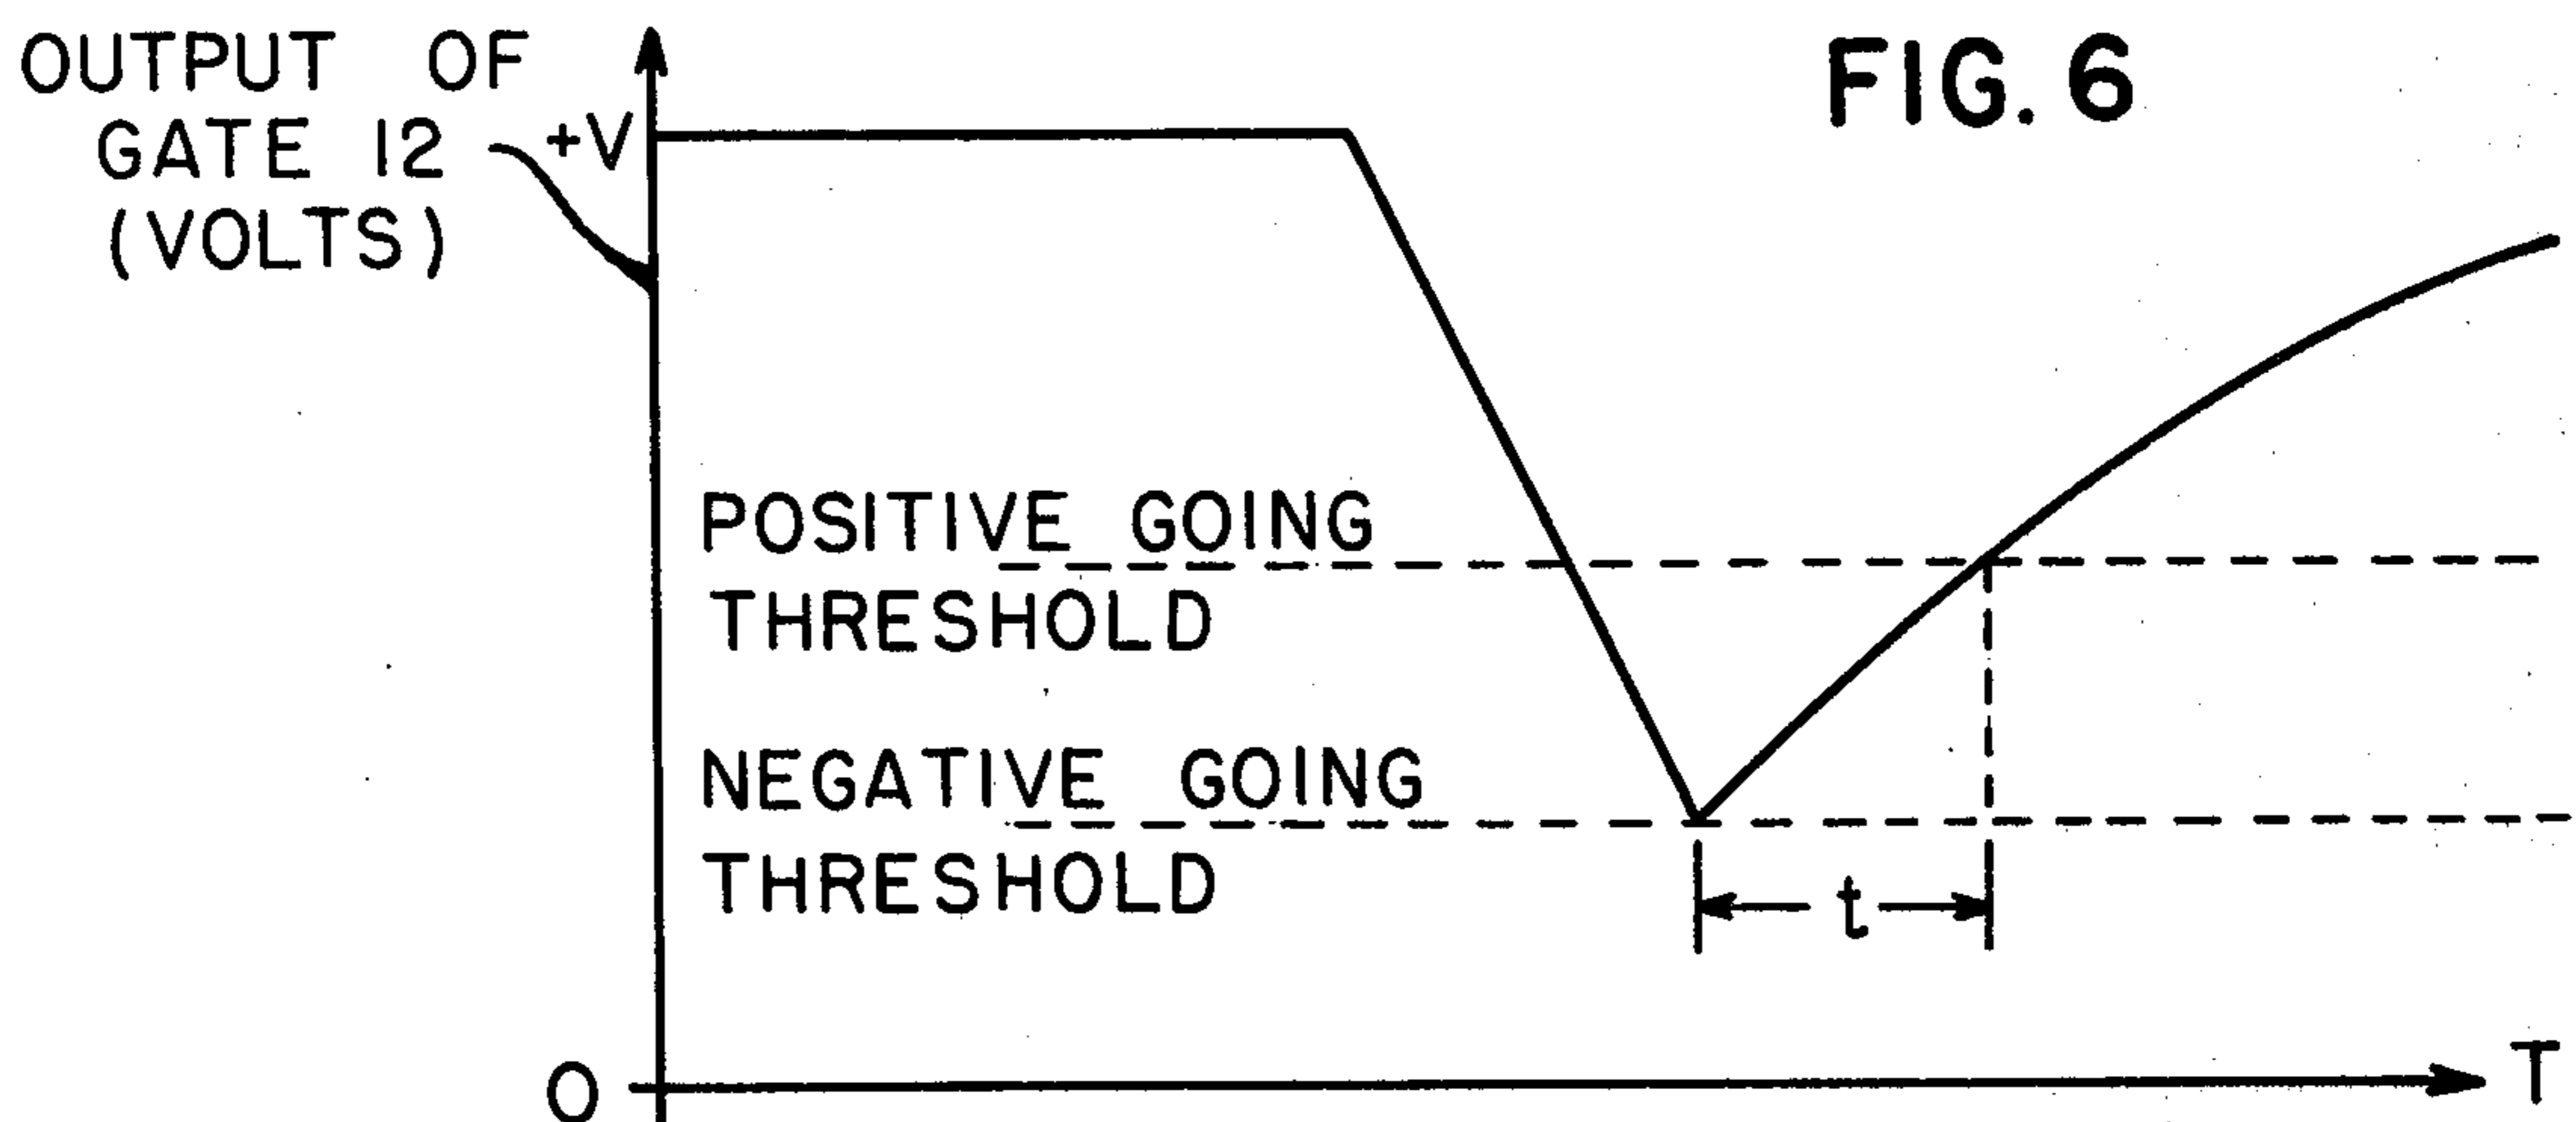 FIG. 6
OUTPUT OF
GATE 12
(VOLTS)
+V
POSITIVE GOING
THRESHOLD
NEGATIVE GOING
THRESHOLD
t
O
T